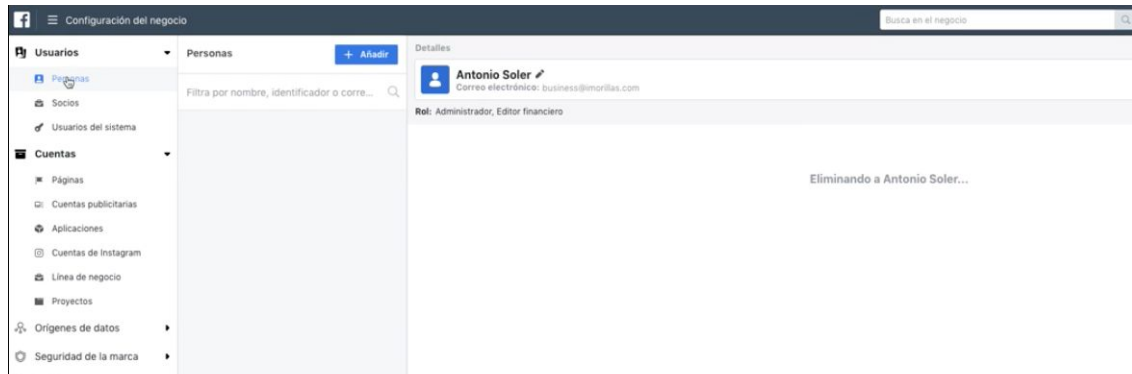 Configuración del negocio
Busca en el negocio
Usuarios
Personas
Socios
Usuarios del sistema
Cuentas
Páginas
Cuentas publicitarias
Aplicaciones
Cuentas de Instagram
Línea de negocio
Proyectos
Orígenes de datos
Seguridad de la marca
Personas
+ Añadir
Filtra por nombre, identificador o corre...
Detalles
Antonio Soler
Correo electrónico: business@imorillas.com
Rol: Administrador, Editor financiero
Eliminando a Antonio Soler...